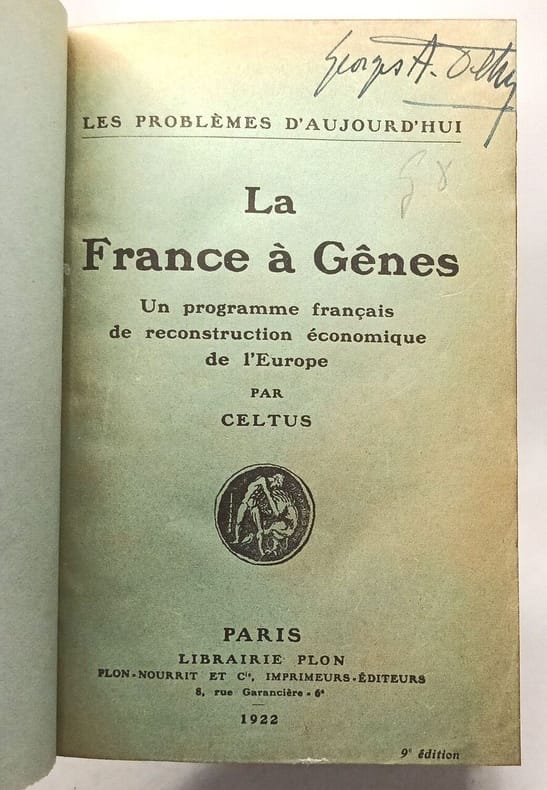 Georges A.
LES PROBLÈMES D'AUJOURD'HUI
La
France à Gênes
Un programme français
de reconstruction économique
de l'Europe
PAR
CELTUS
PARIS
LIBRAIRIE PLON
PLON-NOURRIT ET Cie, IMPRIMEURS-ÉDITEURS
8, rue Garancière - 6e
1922
9e édition